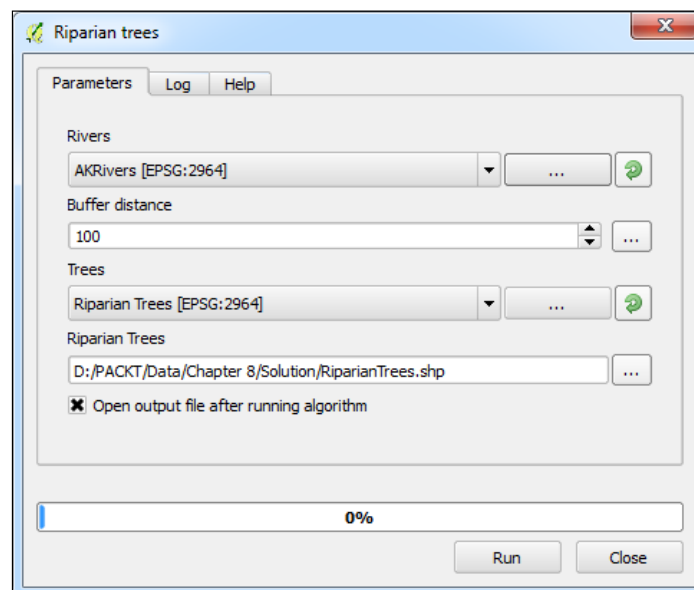 Riparian trees
Parameters Log Help
Rivers
AKRivers [EPSG:2964]
...
Buffer distance
100
...
Trees
Riparian Trees [EPSG:2964]
...
Riparian Trees
D:/PACKT/Data/Chapter 8/Solution/RiparianTrees.shp
...
Open output file after running algorithm
0%
Run Close